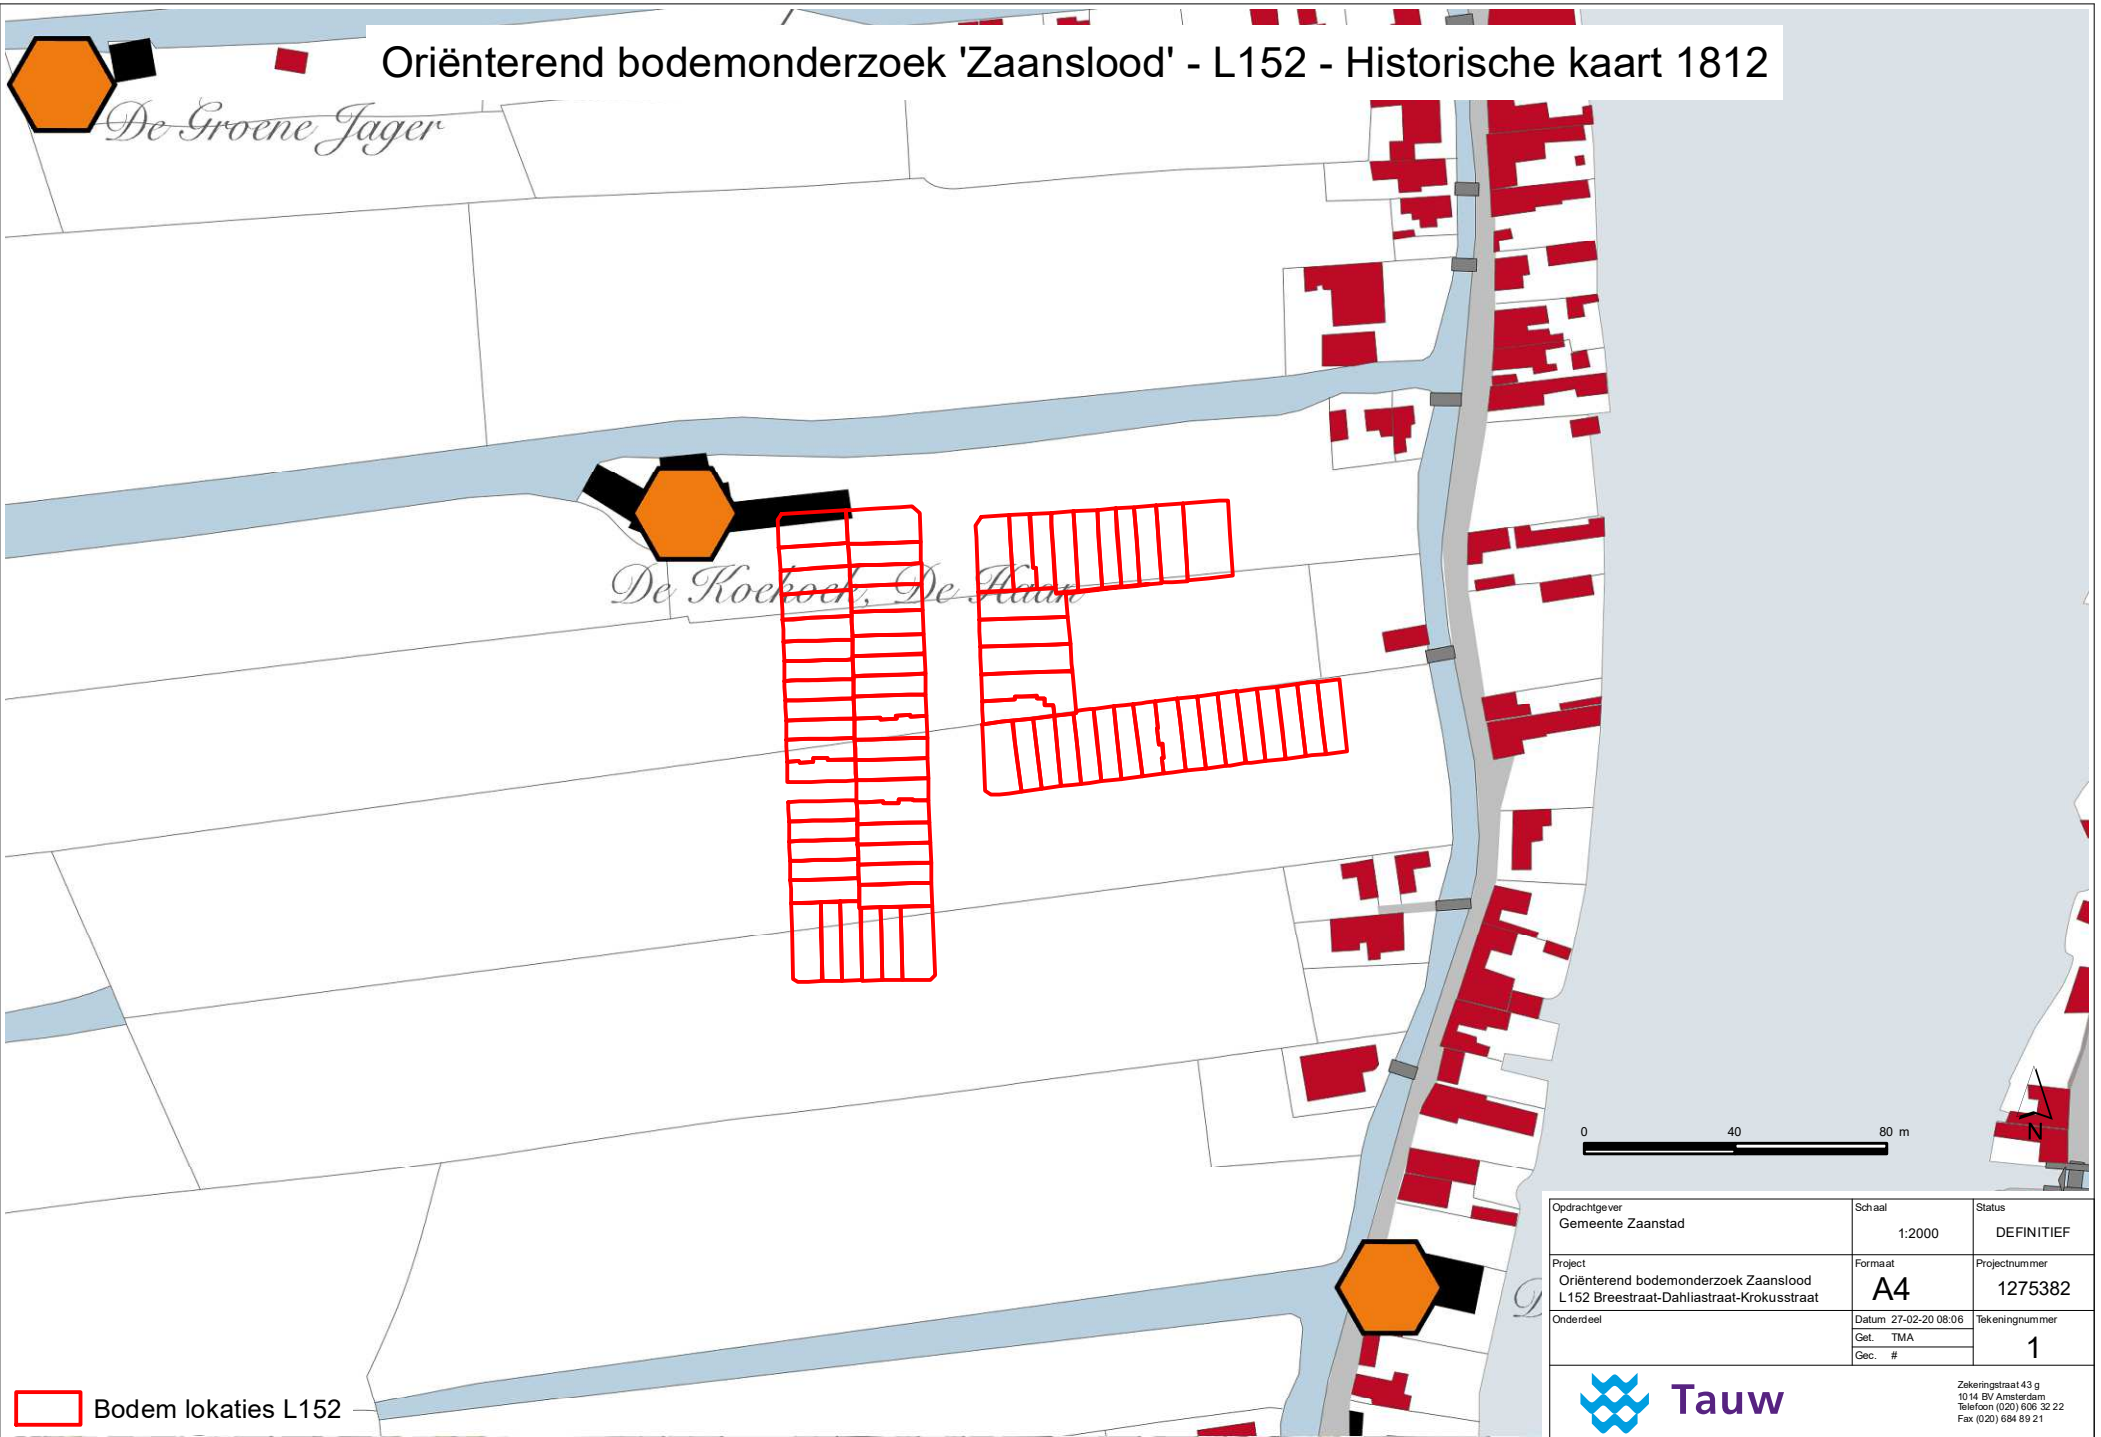 Oriënterend bodemonderzoek 'Zaanslood' - L152 - Historische kaart 1812
De Groene Jager
De Koekoek, De Haan
0 40 80 m
N
Opdrachtgever
Gemeente Zaanstad
Schaal
1:2000
Status
DEFINITIEF
Project
Oriënterend bodemonderzoek Zaanslood
L152 Breestraat-Dahliastraat-Krokusstraat
Formaat
A4
Projectnummer
1275382
Onderdeel
Datum 27-02-20 08:06
Get. TMA
Gec. #
Tekeningnummer
1
Tauw
Zekeringstraat 43 g
1014 BV Amsterdam
Telefoon (020) 606 32 22
Fax (020) 684 89 21
Bodem lokaties L152